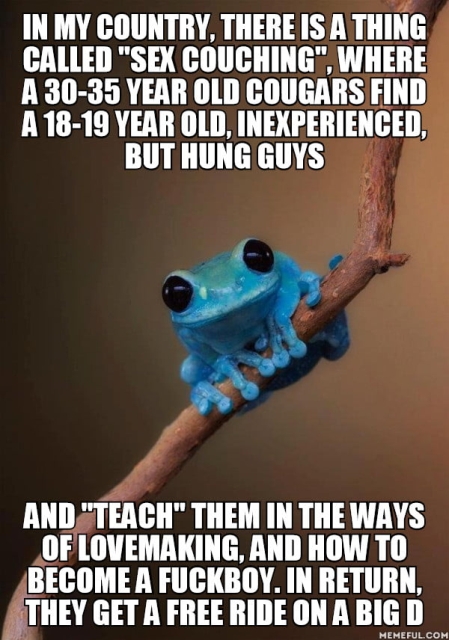 IN MY COUNTRY, THERE IS A THING
CALLED "SEX COUCHING", WHERE
A 30-35 YEAR OLD COUGARS FIND
A 18-19 YEAR OLD, INEXPERIENCED,
BUT HUNG GUYS
AND "TEACH" THEM IN THE WAYS
OF LOVEMAKING, AND HOW TO
BECOME A FUCKBOY. IN RETURN,
THEY GET A FREE RIDE ON A BIG D
MEMEFUL.COM